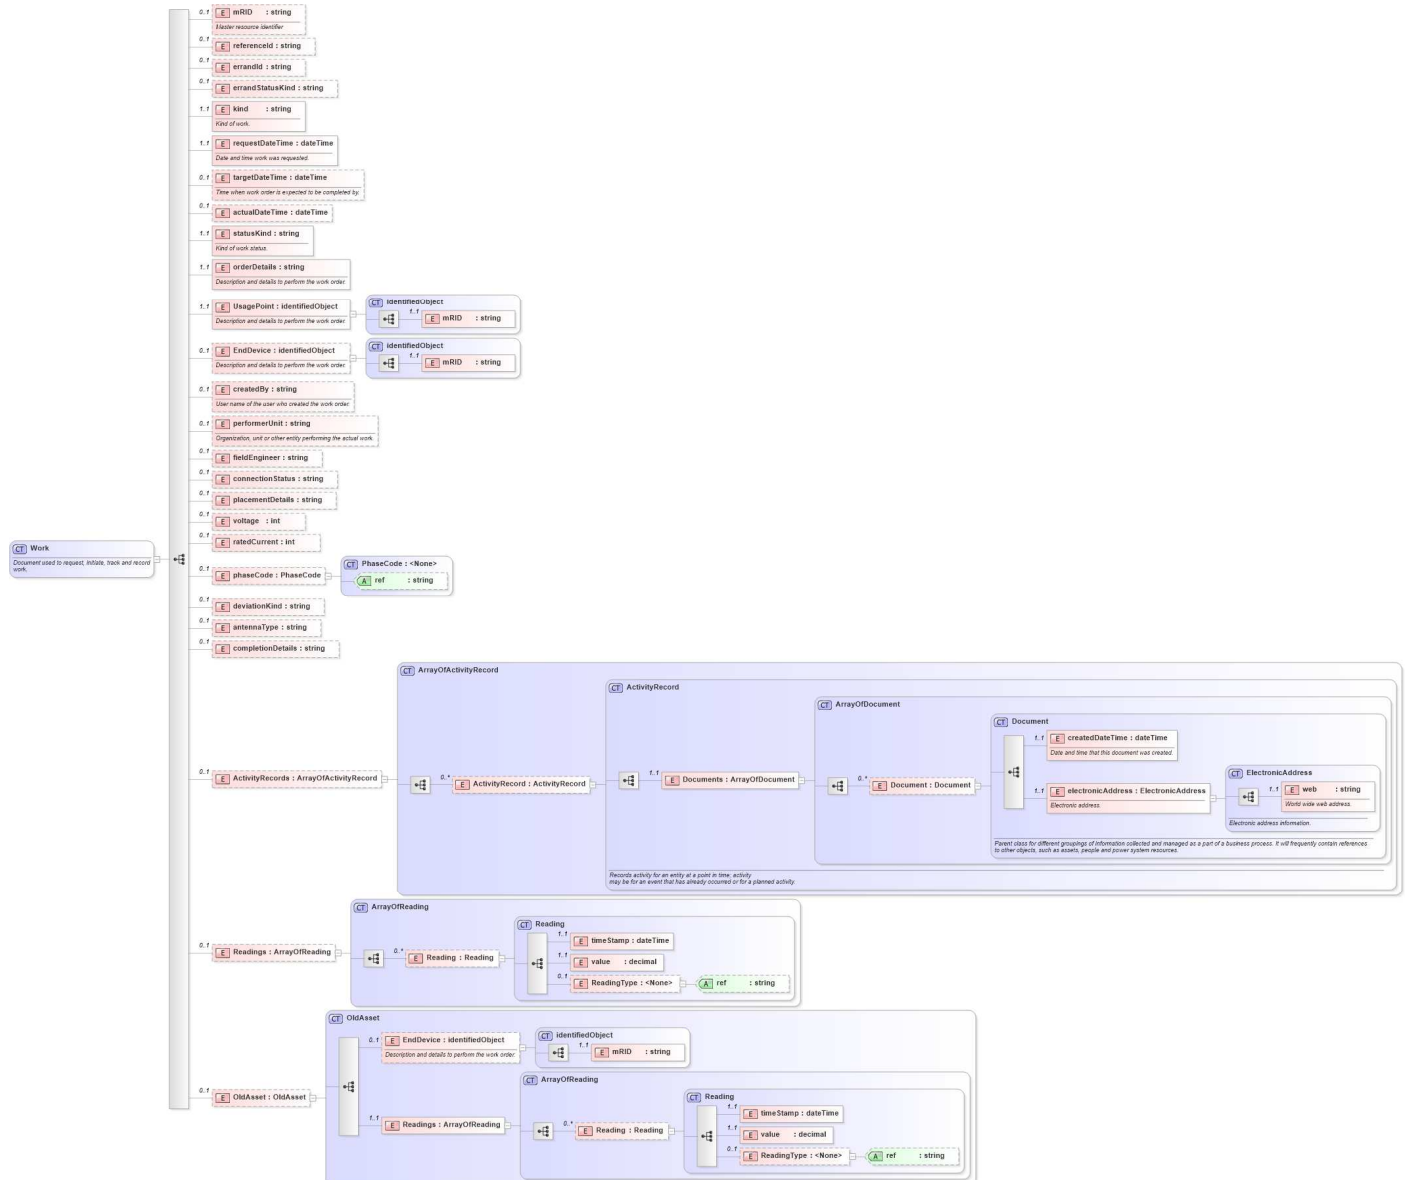 0..1
E mRID : string
Master resource identifier
0..1
E referenceId : string
0..1
E errandId : string
0..1
E errandStatusKind : string
1..1
E kind : string
Kind of work.
1..1
E requestDateTime : dateTime
Date and time work was requested.
0..1
E targetDateTime : dateTime
Time when work order is expected to be completed by.
0..1
E actualDateTime : dateTime
1..1
E statusKind : string
Kind of work status.
1..1
E orderDetails : string
Description and details to perform the work order.
1..1
E UsagePoint : identifiedObject
Description and details to perform the work order.
CT identifiedObject
1..1
E mRID : string
0..1
E EndDevice : identifiedObject
Description and details to perform the work order.
CT identifiedObject
1..1
E mRID : string
0..1
E createdBy : string
User name of the user who created the work order.
0..1
E performerUnit : string
Organization, unit or other entity performing the actual work.
0..1
E fieldEngineer : string
0..1
E connectionStatus : string
0..1
E placementDetails : string
0..1
E voltage : int
0..1
E ratedCurrent : int
CT Work
Document used to request, initiate, track and record
work.
0..1
E phaseCode : PhaseCode
CT PhaseCode : <None>
A ref : string
0..1
E deviationKind : string
0..1
E antennaType : string
0..1
E completionDetails : string
0..1
E ActivityRecords : ArrayOfActivityRecord
CT ArrayOfActivityRecord
0..*
E ActivityRecord : ActivityRecord
CT ActivityRecord
1..1
E Documents : ArrayOfDocument
CT ArrayOfDocument
0..*
E Document : Document
CT Document
1..1
E createdDateTime : dateTime
Date and time that this document was created.
1..1
E electronicAddress : ElectronicAddress
Electronic address.
CT ElectronicAddress
1..1
E web : string
World wide web address.
Electronic address information.
Parent class for different groupings of information collected and managed as a part of a business process. It will frequently contain references
to other objects, such as assets, people and power system resources.
Records activity for an entity at a point in time; activity
may be for an event that has already occurred or for a planned activity.
0..1
E Readings : ArrayOfReading
CT ArrayOfReading
0..*
E Reading : Reading
CT Reading
1..1
E timeStamp : dateTime
1..1
E value : decimal
0..1
E ReadingType : <None>
A ref : string
0..1
E OldAsset : OldAsset
CT OldAsset
0..1
E EndDevice : identifiedObject
Description and details to perform the work order.
CT identifiedObject
1..1
E mRID : string
1..1
E Readings : ArrayOfReading
CT ArrayOfReading
0..*
E Reading : Reading
CT Reading
1..1
E timeStamp : dateTime
1..1
E value : decimal
0..1
E ReadingType : <None>
A ref : string